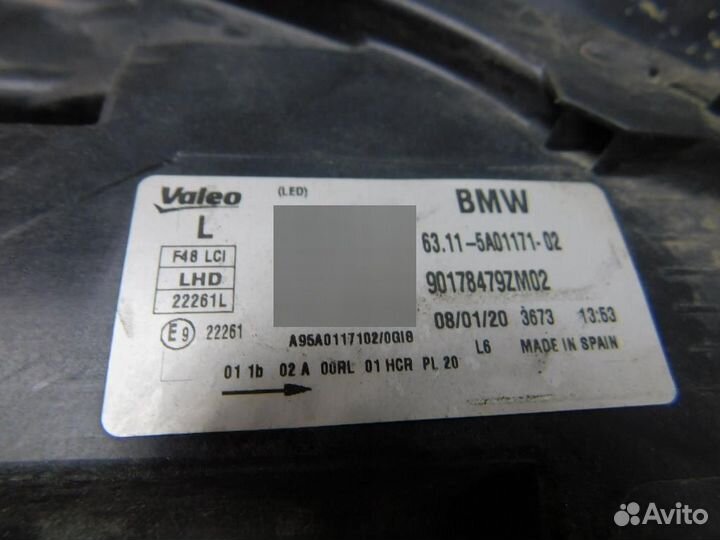 Valeo
(LED)
BMW
L
63.11-5A01171-02
F48 LCI
LHD
22261L
90178479ZM02
08/01/20 3673 13:53
E9 22261
A95A0117102/0GI8
L6 MADE IN SPAIN
01 1b 02 A 00RL 01 HCR PL 20
Avito